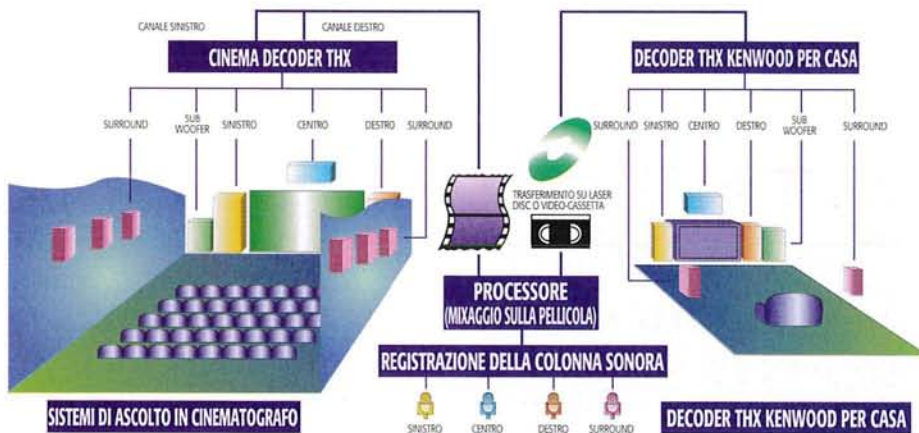 CANALE SINISTRO
CANALE DESTRO
CINEMA DECODER THX
SURROUND
SUB
WOOFER
SINISTRO
CENTRO
DESTRO
SURROUND
DECODER THX KENWOOD PER CASA
SURROUND
SINISTRO
CENTRO
DESTRO
SUB
WOOFER
SURROUND
TRASFERIMENTO SU LASER
DISC O VIDEO-CASSETTA
PROCESSORE
(MIXAGGIO SULLA PELLICOLA)
REGISTRAZIONE DELLA COLONNA SONORA
SINISTRO
CENTRO
DESTRO
SURROUND
SISTEMI DI ASCOLTO IN CINEMATOGRAFO
DECODER THX KENWOOD PER CASA